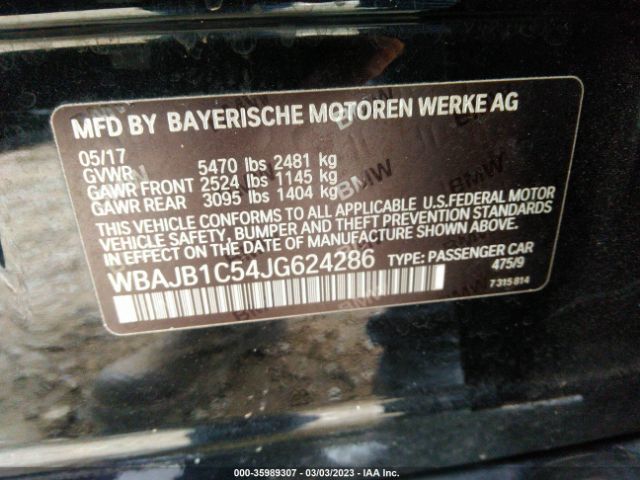 MFD BY BAYERISCHE MOTOREN WERKE AG
05/17
GVWR 5470 lbs 2481 kg
GAWR FRONT 2524 lbs 1145 kg
GAWR REAR 3095 lbs 1404 kg
THIS VEHICLE CONFORMS TO ALL APPLICABLE U.S.FEDERAL MOTOR
VEHICLE SAFETY, BUMPER AND THEFT PREVENTION STANDARDS
IN EFFECT ON THE DATE OF MANUFACTURE SHOWN ABOVE.
WBAJB1C54JG624286 TYPE: PASSENGER CAR
475/9
7 315 814
000-35989307 - 03/03/2023 - IAA Inc.